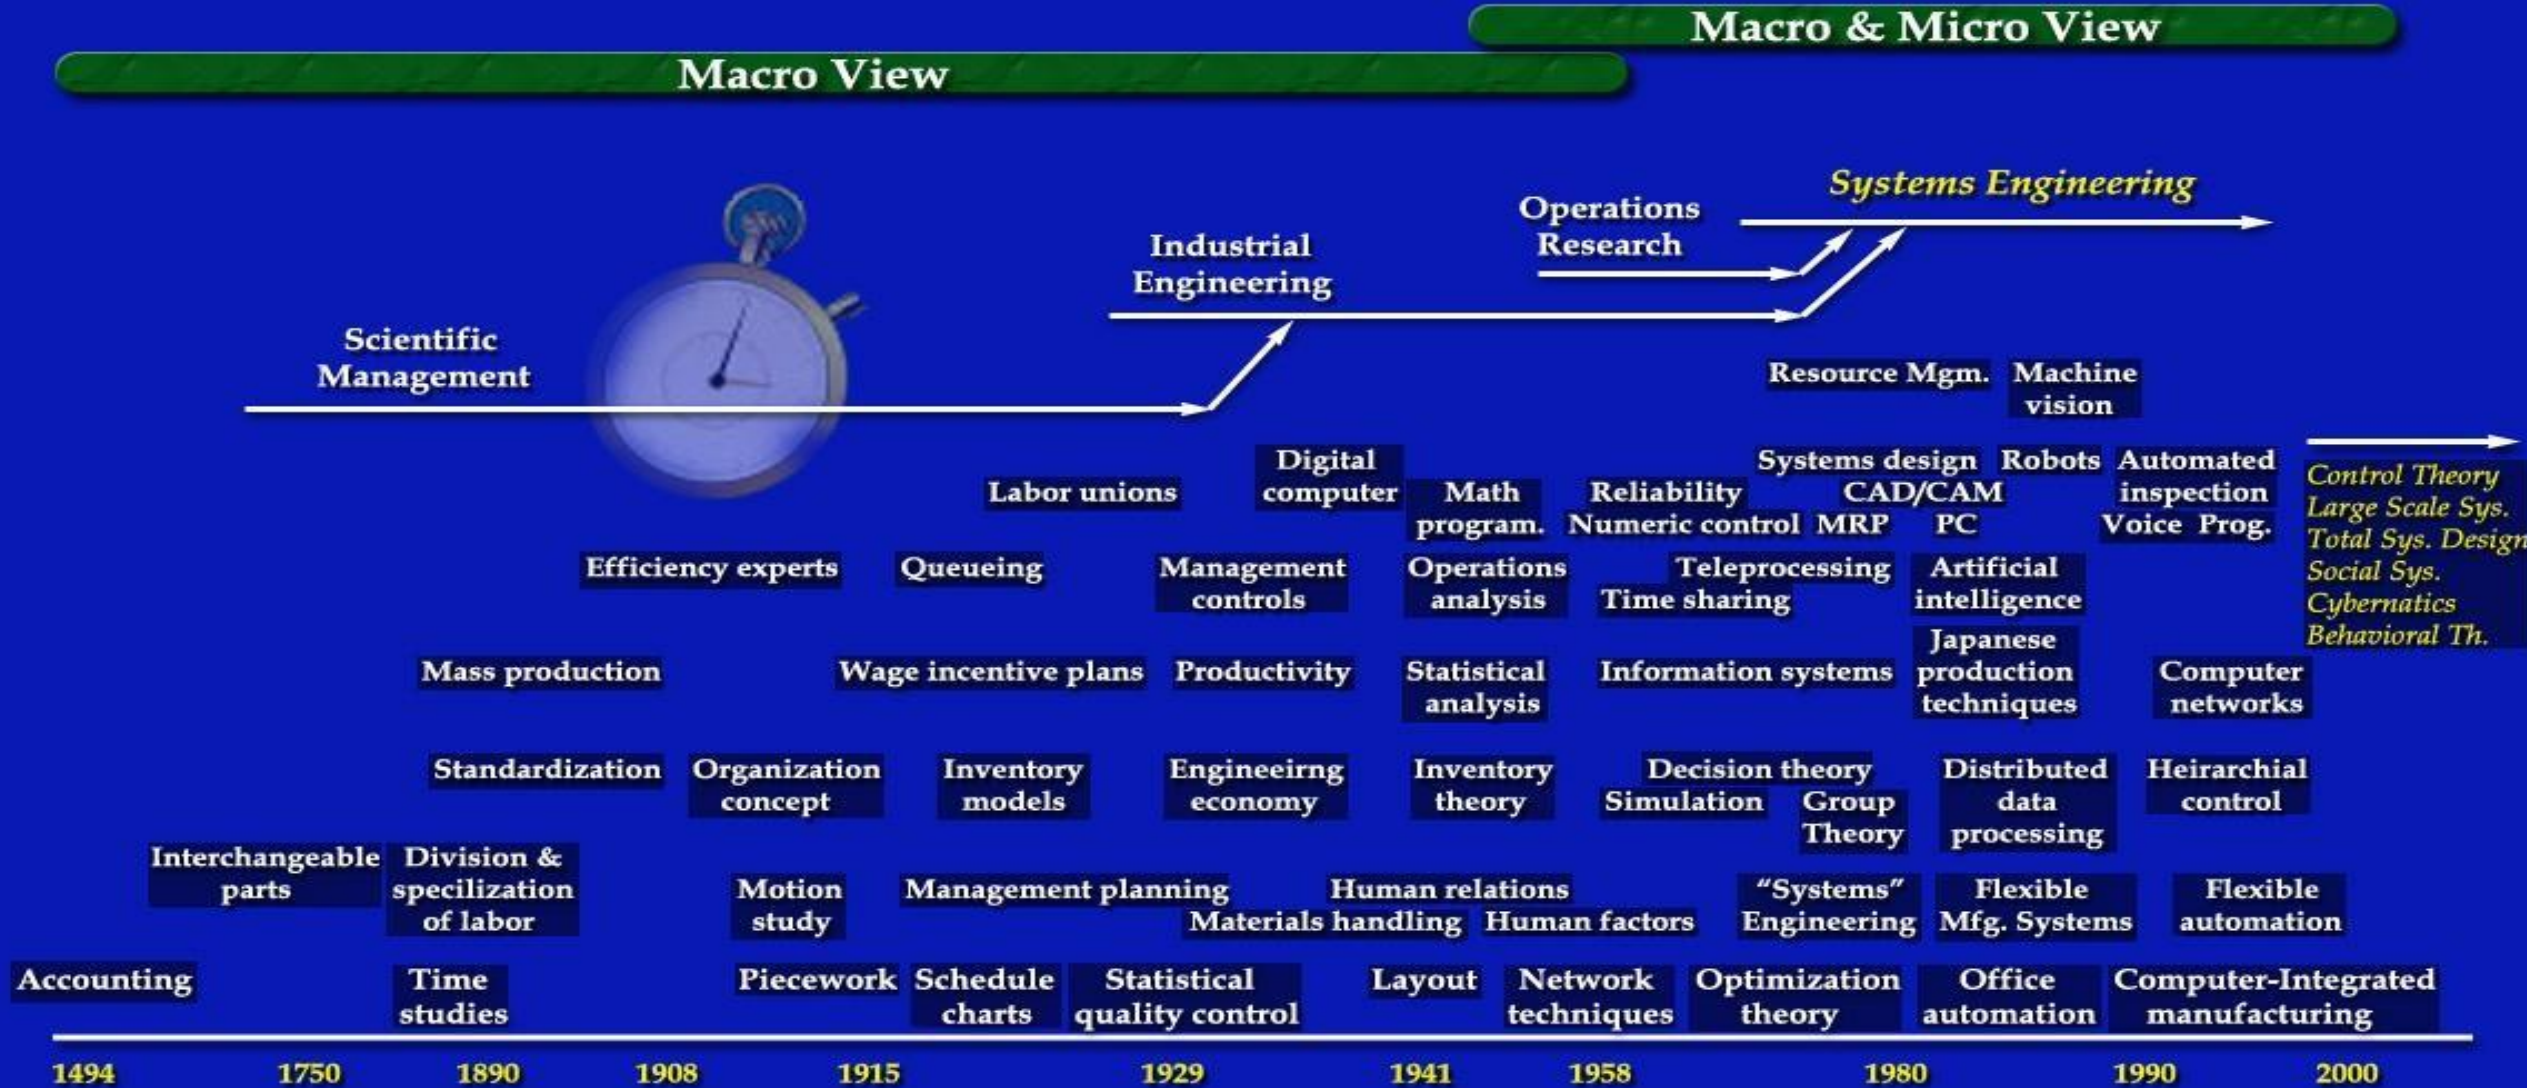 Macro & Micro View
Macro View
Systems Engineering
Operations
Research
Industrial
Engineering
Scientific
Management
Resource Mgm.
Machine
vision
Digital
computer
Labor unions
Math
program.
Reliability
Numeric control
Systems design
CAD/CAM
MRP
PC
Robots
Automated
inspection
Voice Prog.
Control Theory
Large Scale Sys.
Total Sys. Design
Social Sys.
Cybernatics
Behavioral Th.
Efficiency experts
Queueing
Management
controls
Operations
analysis
Teleprocessing
Time sharing
Artificial
intelligence
Mass production
Wage incentive plans
Productivity
Statistical
analysis
Information systems
Japanese
production
techniques
Computer
networks
Standardization
Organization
concept
Inventory
models
Engineeirng
economy
Inventory
theory
Decision theory
Simulation
Group
Theory
Distributed
data
processing
Heirarchial
control
Interchangeable
parts
Division &
specilization
of labor
Motion
study
Management planning
Human relations
Materials handling
Human factors
“Systems”
Engineering
Flexible
Mfg. Systems
Flexible
automation
Accounting
Time
studies
Piecework
Schedule
charts
Statistical
quality control
Layout
Network
techniques
Optimization
theory
Office
automation
Computer-Integrated
manufacturing
1494
1750
1890
1908
1915
1929
1941
1958
1980
1990
2000